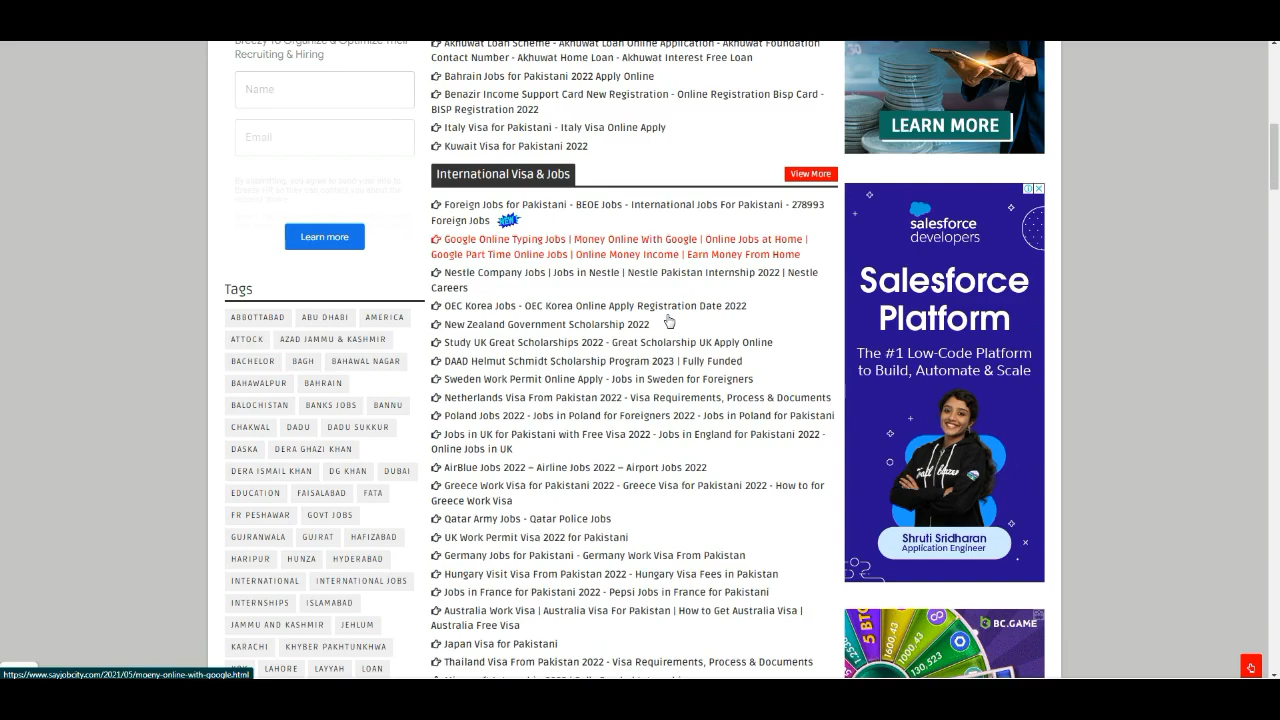 Breezy To Organize & Optimize Their
Recruiting & Hiring
Name
Email
Learn more
Tags
ABBOTTABAD ABU DHABI AMERICA
ATTOCK AZAD JAMMU & KASHMIR
BACHELOR BAGH BAHAWAL NAGAR
BAHAWALPUR BAHRAIN
BALOCHISTAN BANKS JOBS BANNU
CHAKWAL DADU DADU SUKKUR
DASKA DERA GHAZI KHAN
DERA ISMAIL KHAN DG KHAN DUBAI
EDUCATION FAISALABAD FATA
FR PESHAWAR GOVT JOBS
GUJRANWALA GUJRAT HAFIZABAD
HARIPUR HUNZA HYDERABAD
INTERNATIONAL INTERNATIONAL JOBS
INTERNSHIPS ISLAMABAD
JAMMU AND KASHMIR JEHLUM
KARACHI KHYBER PAKHTUNKHWA
KPK LAHORE LAYYAH LOAN
https://www.sayjobcity.com/2021/05/moeny-online-with-google.html
Akhuwat Loan Scheme - Akhuwat Loan Online Application - Akhuwat Foundation
Contact Number - Akhuwat Home Loan - Akhuwat Interest Free Loan
Bahrain Jobs for Pakistani 2022 Apply Online
Benazir Income Support Card New Registration - Online Registration Bisp Card -
BISP Registration 2022
Italy Visa for Pakistan - Italy Visa Online Apply
Kuwait Visa for Pakistani 2022
International Visa & Jobs
View More
Foreign Jobs for Pakistan - BEOE Jobs - International Jobs For Pakistan - 278993
Foreign Jobs NEW
Google Online Typing Jobs | Money Online With Google | Online Jobs at Home |
Google Part Time Online Jobs | Online Money Income | Earn Money From Home
Nestle Company Jobs | Jobs in Nestle | Nestle Pakistan Internship 2022 | Nestle
Careers
OEC Korea Jobs - OEC Korea Online Apply Registration Date 2022
New Zealand Government Scholarship 2022
Study UK Great Scholarships 2022 - Great Scholarship UK Apply Online
DAAD Helmut Schmidt Scholarship Program 2023 | Fully Funded
Sweden Work Permit Online Apply - Jobs in Sweden for Foreigners
Netherlands Visa From Pakistan 2022 - Visa Requirements, Process & Documents
Poland Jobs 2022 - Jobs in Poland for Foreigners 2022 - Jobs in Poland for Pakistani
Jobs in UK for Pakistani with Free Visa 2022 - Jobs in England for Pakistani 2022 -
Online Jobs in UK
AirBlue Jobs 2022 – Airline Jobs 2022 – Airport Jobs 2022
Greece Work Visa for Pakistani 2022 - Greece Visa for Pakistani 2022 - How to for
Greece Work Visa
Qatar Army Jobs - Qatar Police Jobs
UK Work Permit Visa 2022 for Pakistani
Germany Jobs for Pakistani - Germany Work Visa From Pakistan
Hungary Visit Visa From Pakistan 2022 - Hungary Visa Fees in Pakistan
Jobs in France for Pakistani 2022 - Pepsi Jobs in France for Pakistani
Australia Work Visa | Australia Visa For Pakistan | How to Get Australia Visa |
Australia Free Visa
Japan Visa for Pakistani
Thailand Visa From Pakistan 2022 - Visa Requirements, Process & Documents
LEARN MORE
salesforce
developers
Salesforce
Platform
The #1 Low-Code Platform
to Build, Automate & Scale
Shruti Sridharan
Application Engineer
BC.GAME
5 BTC
1000.43
130.523